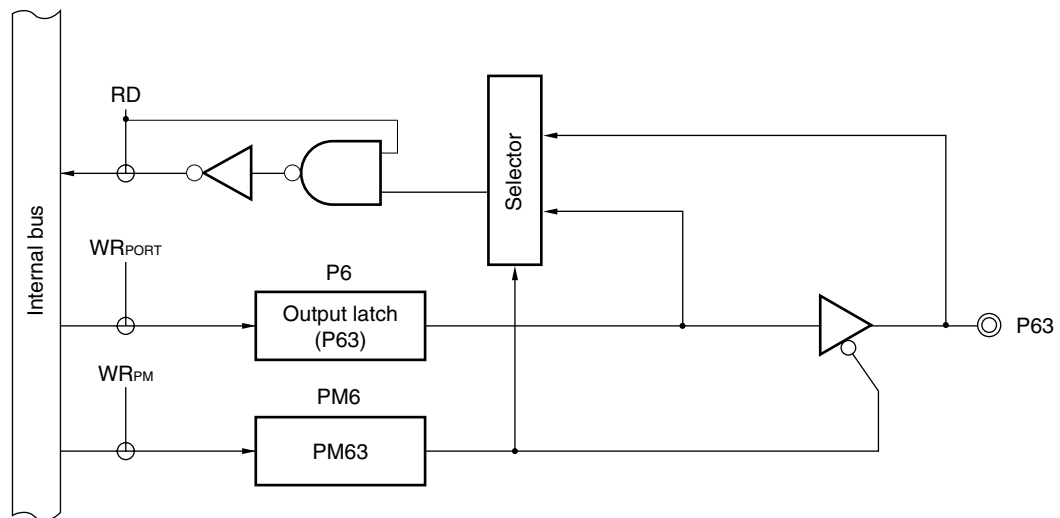 RD
Selector
Internal bus
WRPORT
P6
Output latch
(P63)
P63
WRPM
PM6
PM63